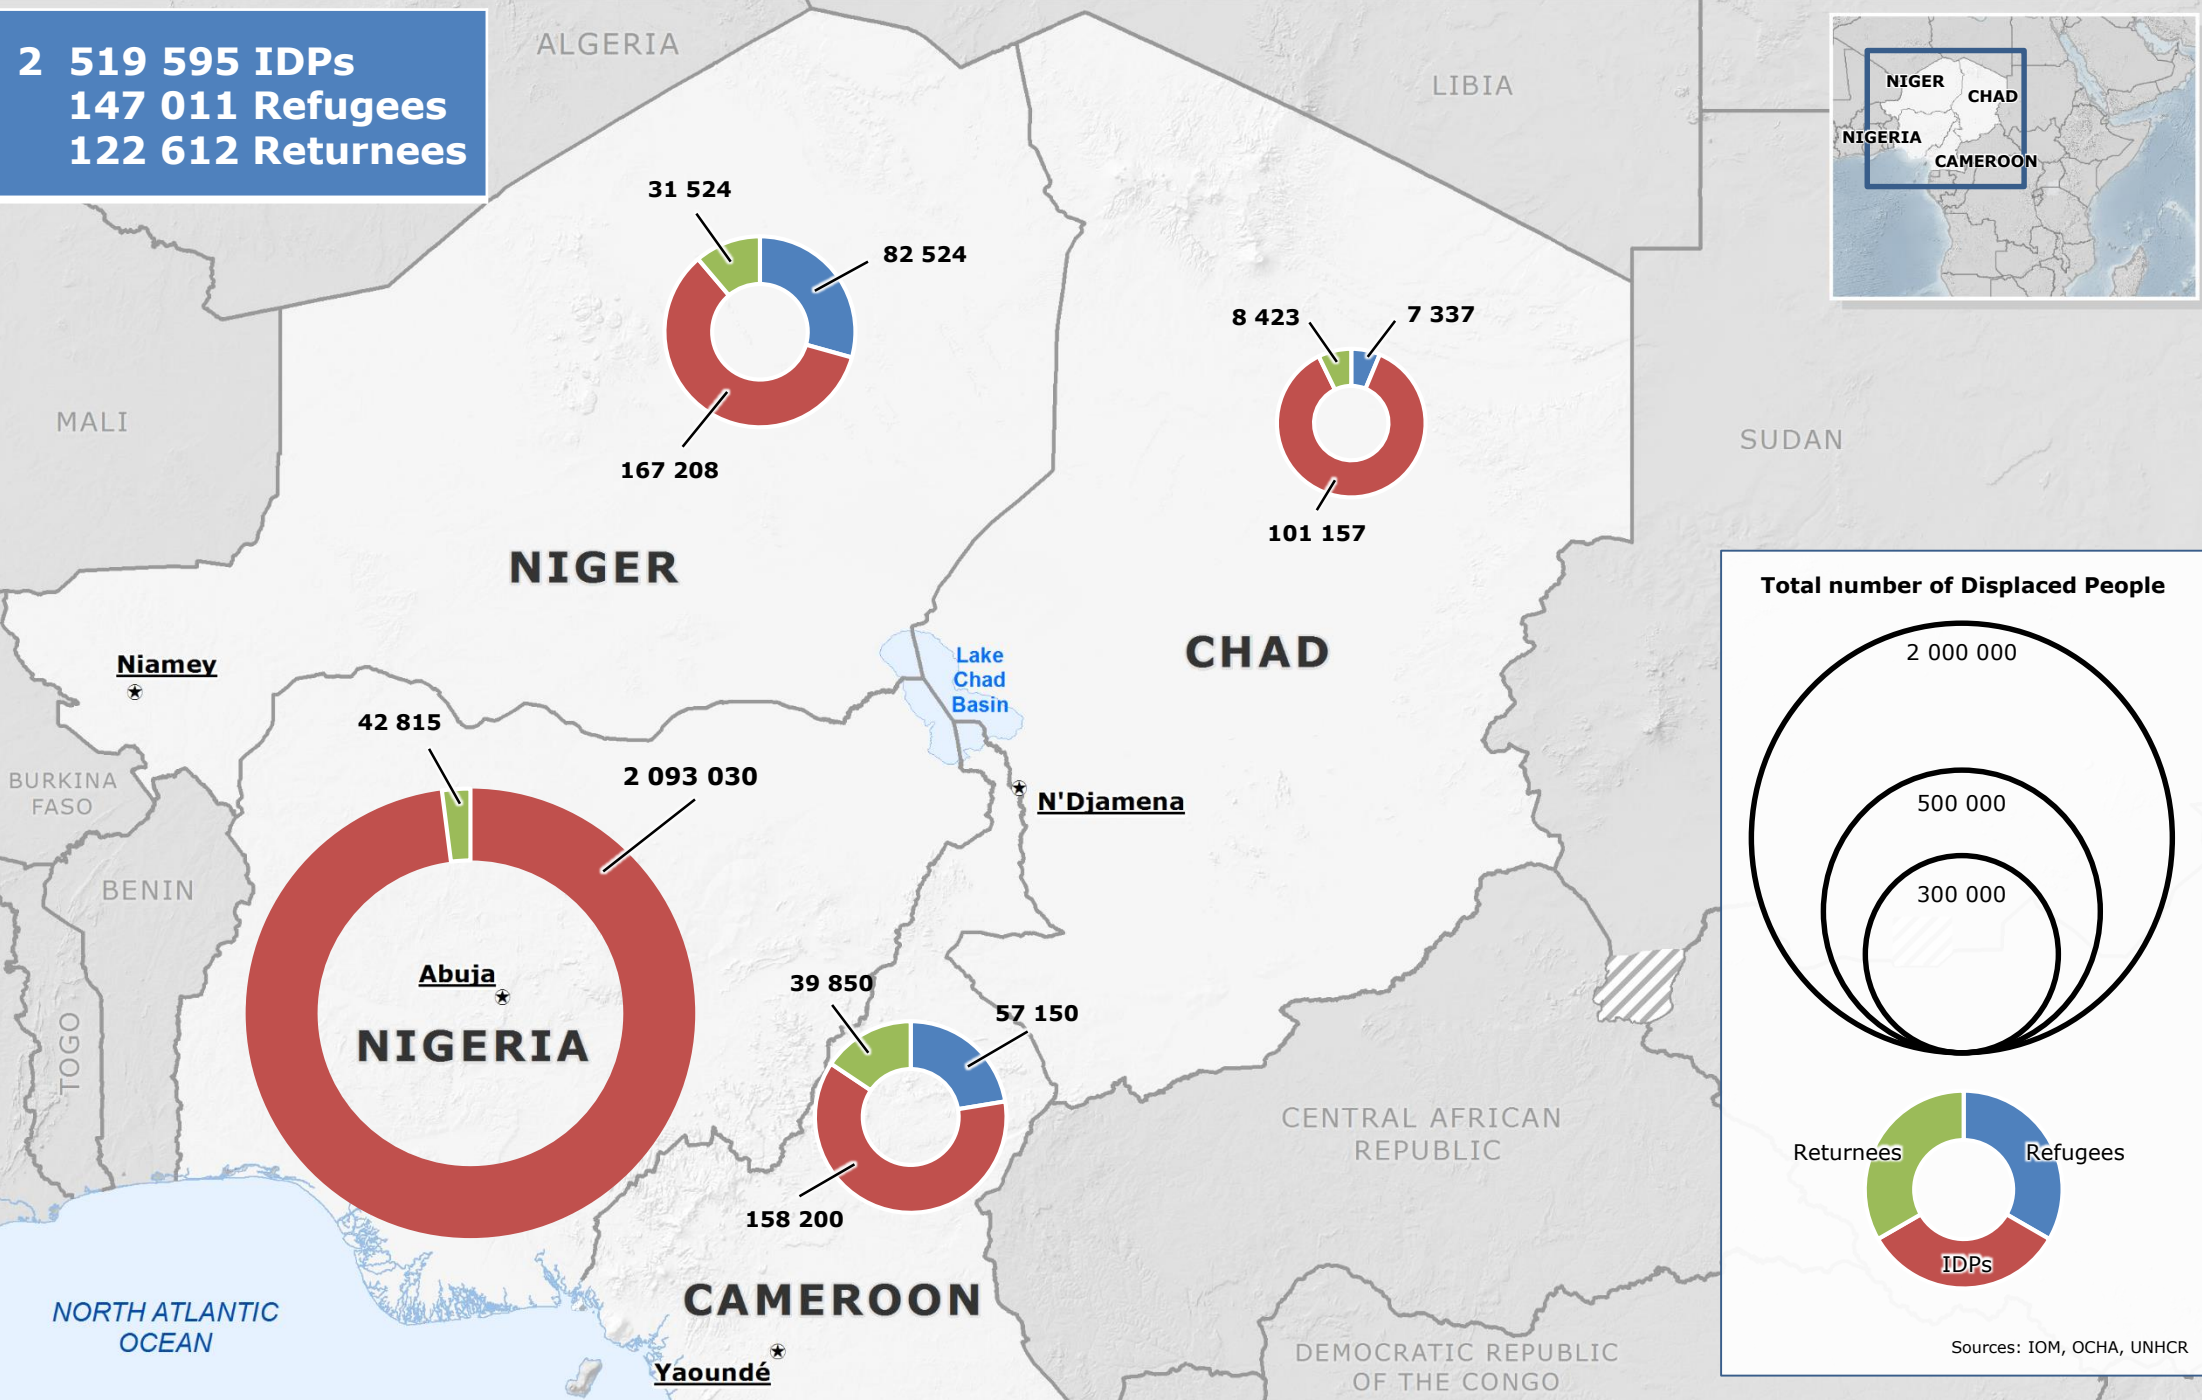 2 519 595 IDPs
147 011 Refugees
122 612 Returnees
ALGERIA
LIBIA
NIGER
CHAD
NIGERIA
CAMEROON
31 524
82 524
167 208
8 423
7 337
101 157
MALI
SUDAN
NIGER
CHAD
Niamey
Lake
Chad
Basin
N'Djamena
BURKINA
FASO
BENIN
TOGO
42 815
2 093 030
Abuja
NIGERIA
39 850
57 150
158 200
CAMEROON
Yaoundé
CENTRAL AFRICAN
REPUBLIC
DEMOCRATIC REPUBLIC
OF THE CONGO
NORTH ATLANTIC
OCEAN
Total number of Displaced People
2 000 000
500 000
300 000
Returnees
Refugees
IDPs
Sources: IOM, OCHA, UNHCR